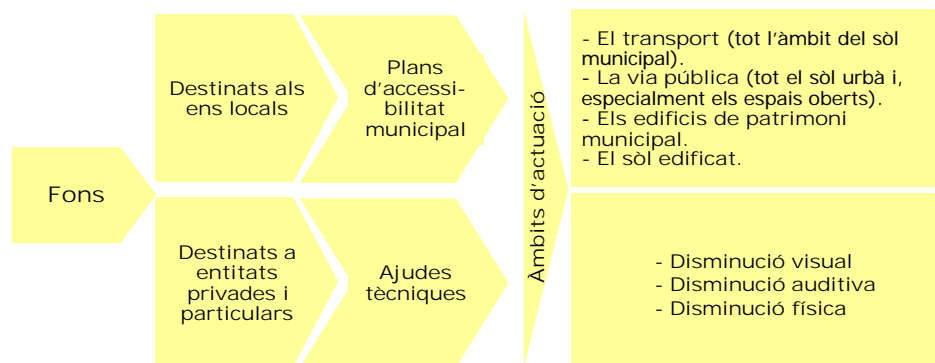 Fons
Destinats als
ens locals
Plans
d'accessi-
bilitat
municipal
Destinats a
entitats
privades i
particulars
Ajudes
tècniques
Àmbits d'actuació
- El transport (tot l'àmbit del sòl
municipal).
- La via pública (tot el sòl urbà i,
especialment els espais oberts).
- Els edificis de patrimoni
municipal.
- El sòl edificat.
- Disminució visual
- Disminució auditiva
- Disminució física